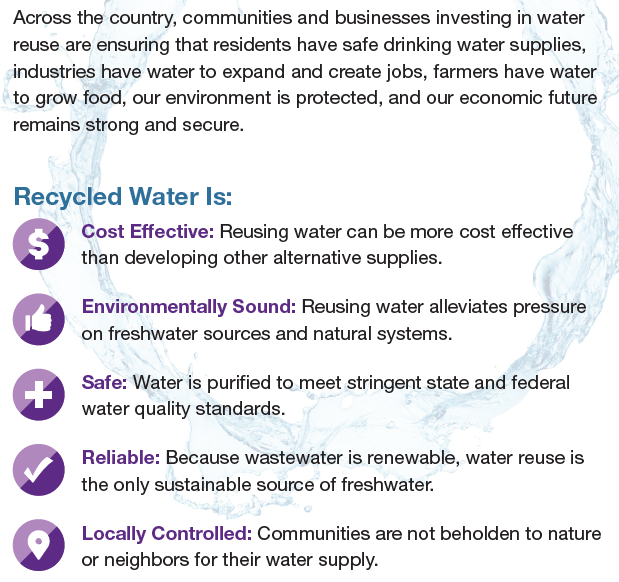 Across the country, communities and businesses investing in water
reuse are ensuring that residents have safe drinking water supplies,
industries have water to expand and create jobs, farmers have water
to grow food, our environment is protected, and our economic future
remains strong and secure.
Recycled Water Is:
$
Cost Effective: Reusing water can be more cost effective
than developing other alternative supplies.
Environmentally Sound: Reusing water alleviates pressure
on freshwater sources and natural systems.
Safe: Water is purified to meet stringent state and federal
water quality standards.
Reliable: Because wastewater is renewable, water reuse is
the only sustainable source of freshwater.
Locally Controlled: Communities are not beholden to nature
or neighbors for their water supply.